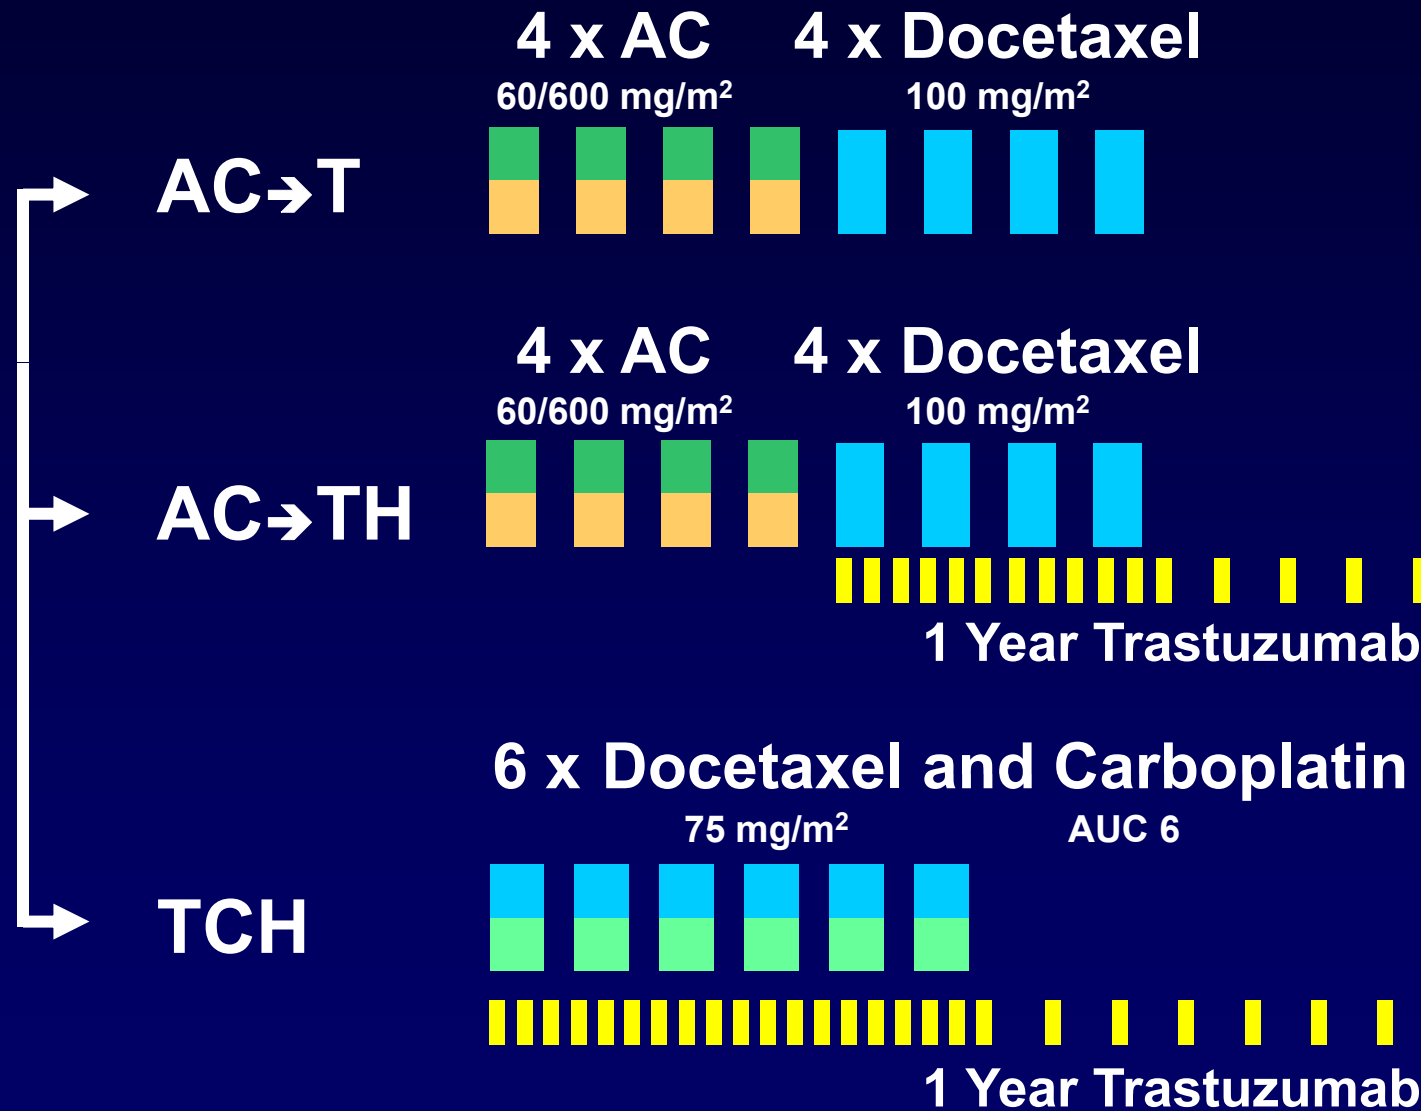 4 x AC 4 x Docetaxel
60/600 mg/m² 100 mg/m²
AC➔T
4 x AC 4 x Docetaxel
60/600 mg/m² 100 mg/m²
AC➔TH
1 Year Trastuzumab
6 x Docetaxel and Carboplatin
75 mg/m² AUC 6
TCH
1 Year Trastuzumab